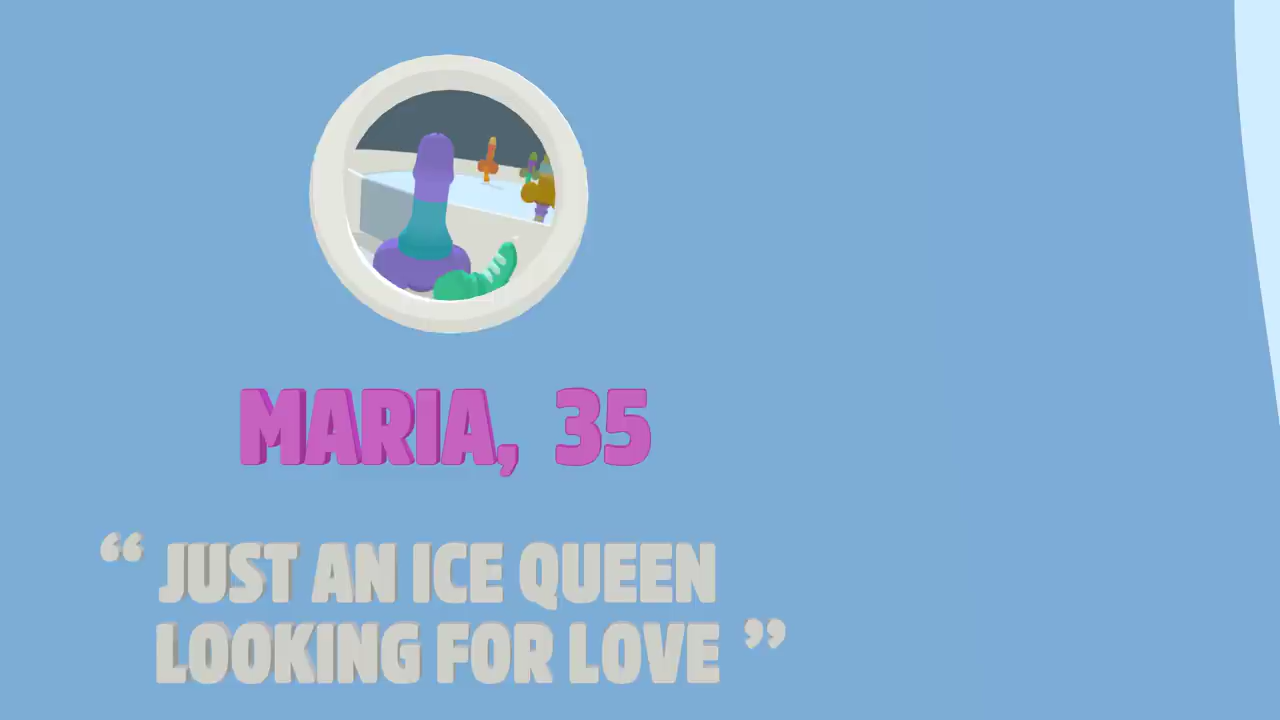 MARIA, 35
“ JUST AN ICE QUEEN
LOOKING FOR LOVE ”